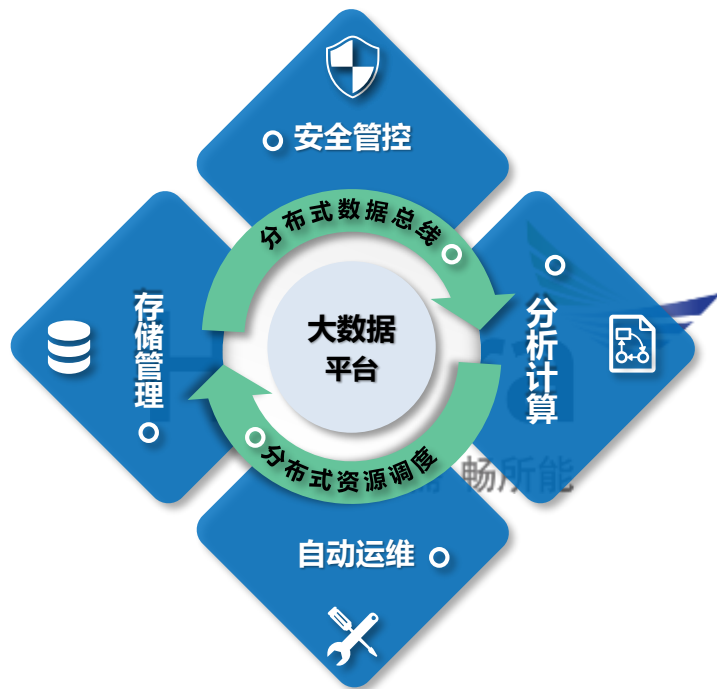 安全管控
分布式数据总线
存储管理
大数据
平台
分析计算
分布式资源调度
畅所能
自动运维